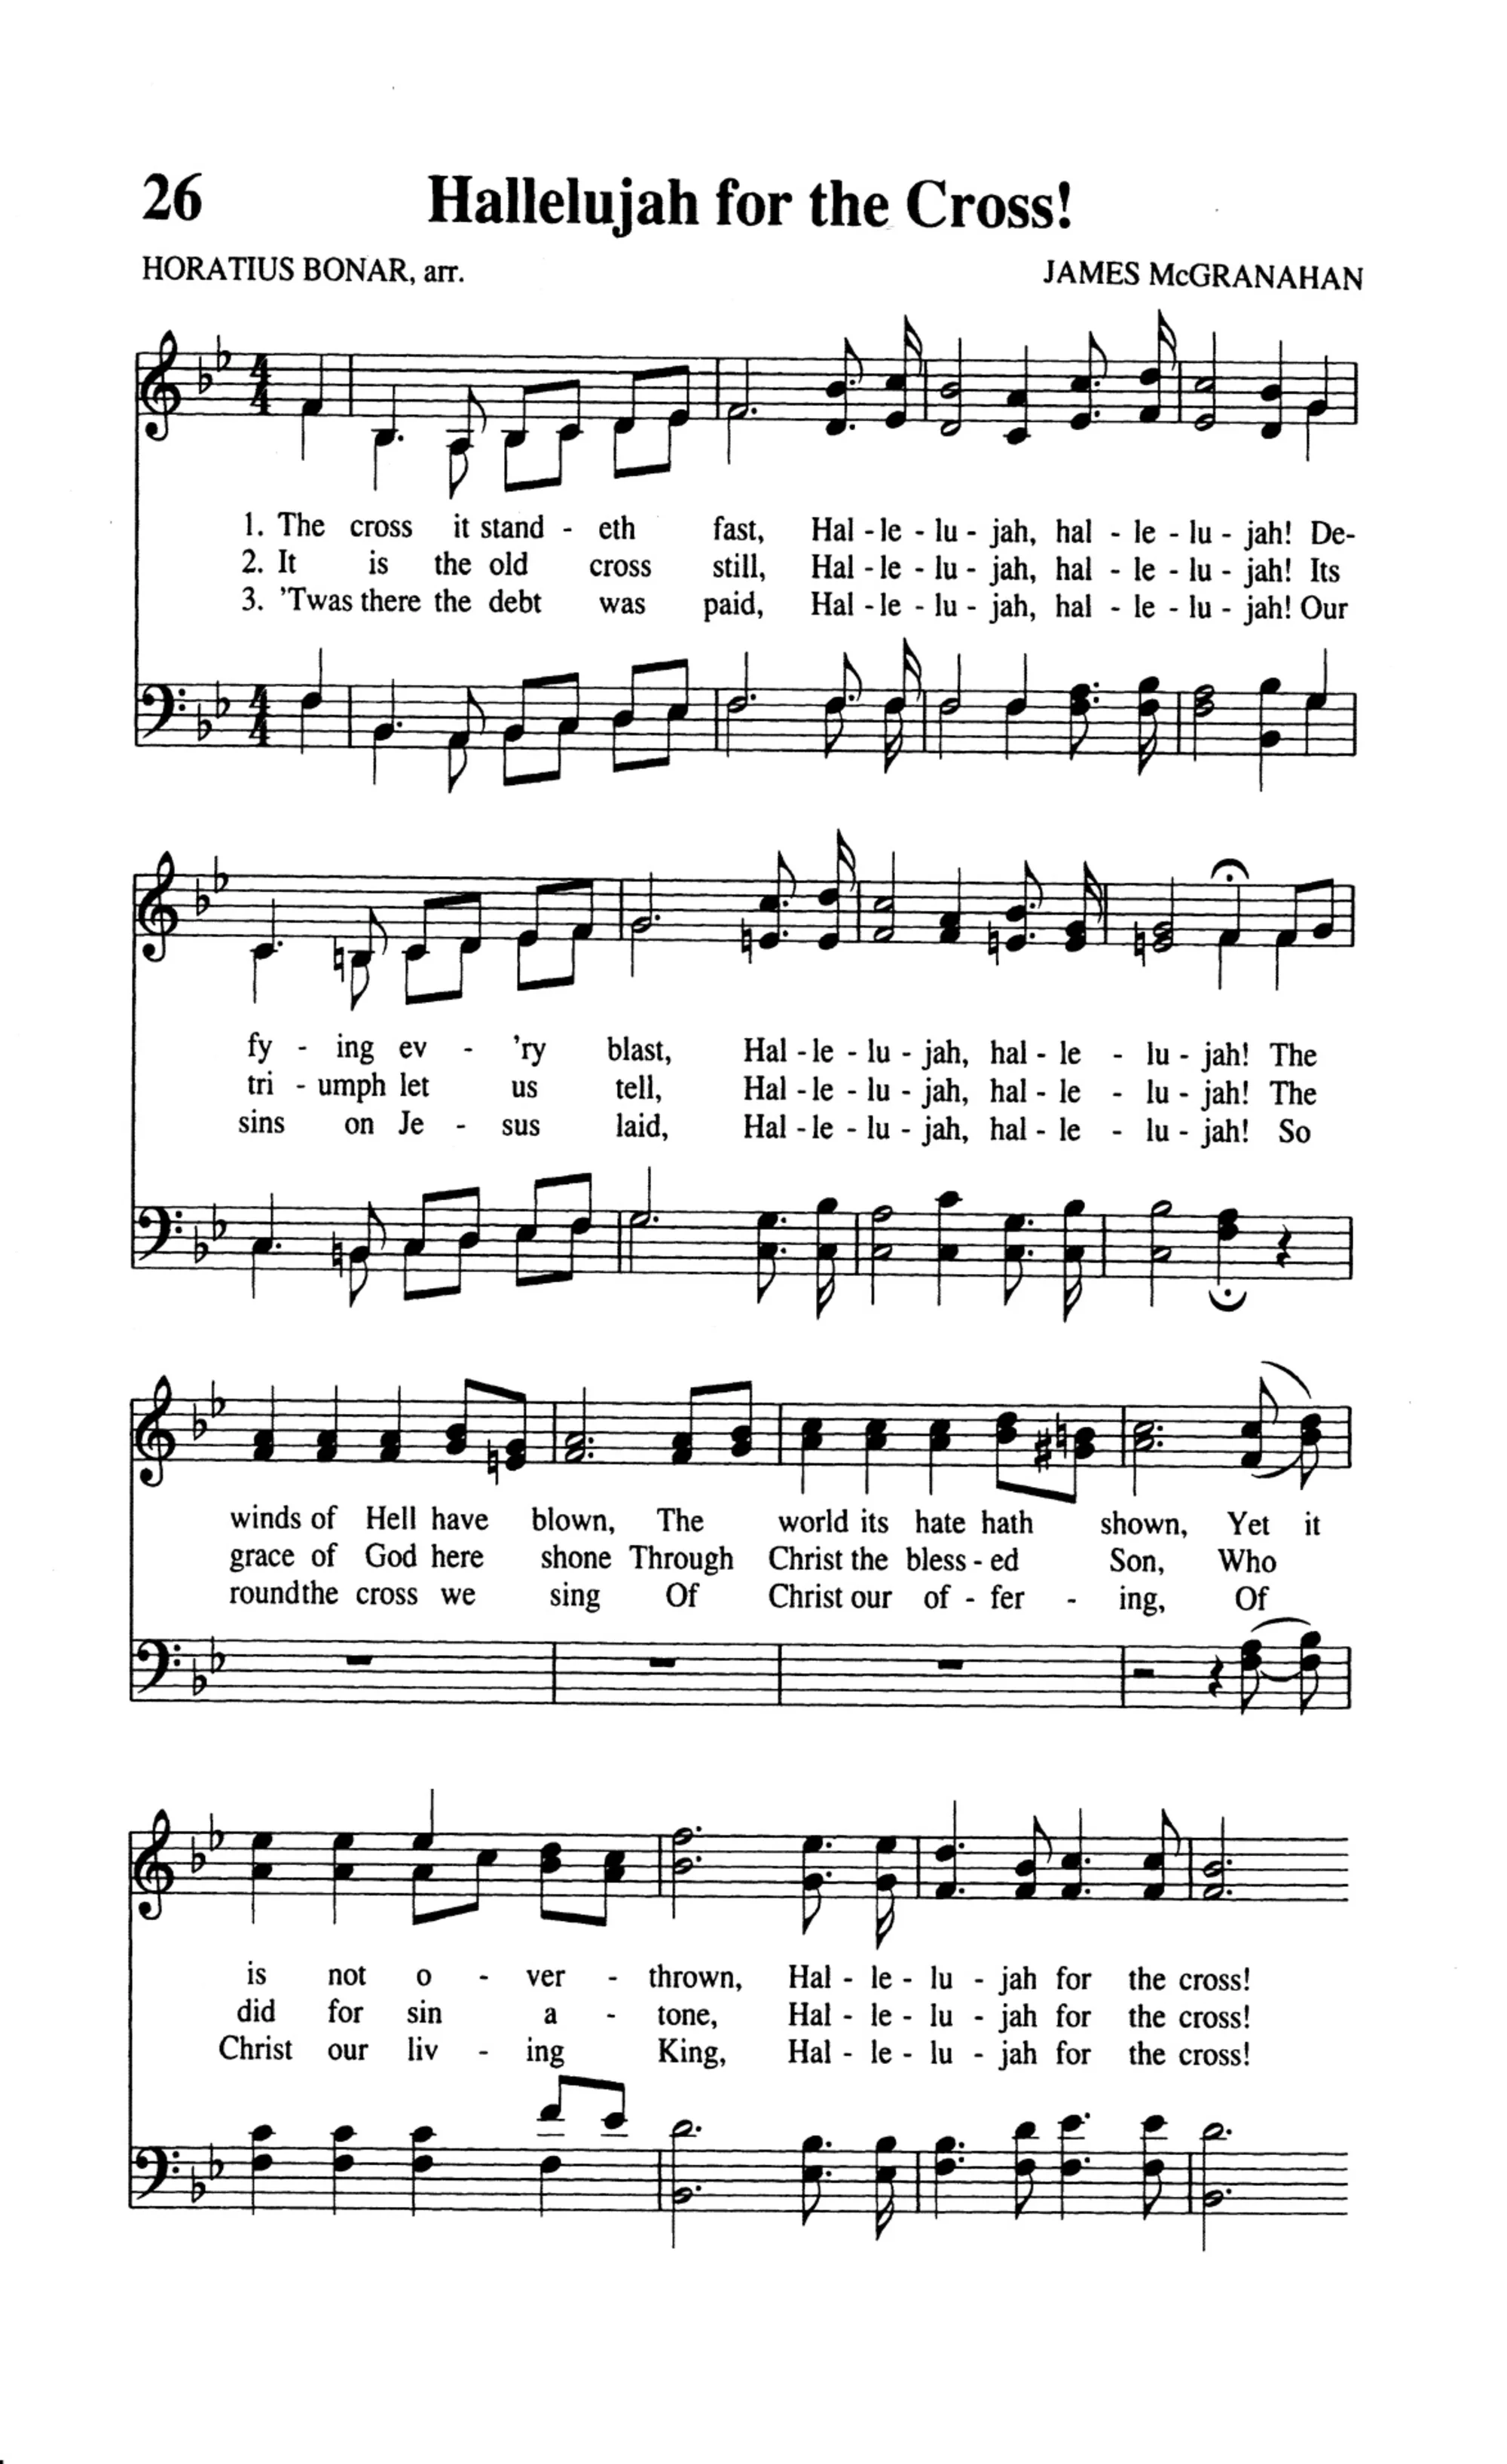 26 Hallelujah for the Cross!
HORATIUS BONAR, arr. JAMES McGRANAHAN
1. The cross it stand - eth fast, Hal - le - lu - jah, hal - le - lu - jah! De-
2. It is the old cross still, Hal - le - lu - jah, hal - le - lu - jah! Its
3. ’Twas there the debt was paid, Hal - le - lu - jah, hal - le - lu - jah! Our
fy - ing ev - ’ry blast, Hal - le - lu - jah, hal - le - lu - jah! The
tri - umph let us tell, Hal - le - lu - jah, hal - le - lu - jah! The
sins on Je - sus laid, Hal - le - lu - jah, hal - le - lu - jah! So
winds of Hell have blown, The world its hate hath shown, Yet it
grace of God here shone Through Christ the bless - ed Son, Who
round the cross we sing Of Christ our of - fer - ing, Of
is not o - ver - thrown, Hal - le - lu - jah for the cross!
did for sin a - tone, Hal - le - lu - jah for the cross!
Christ our liv - ing King, Hal - le - lu - jah for the cross!